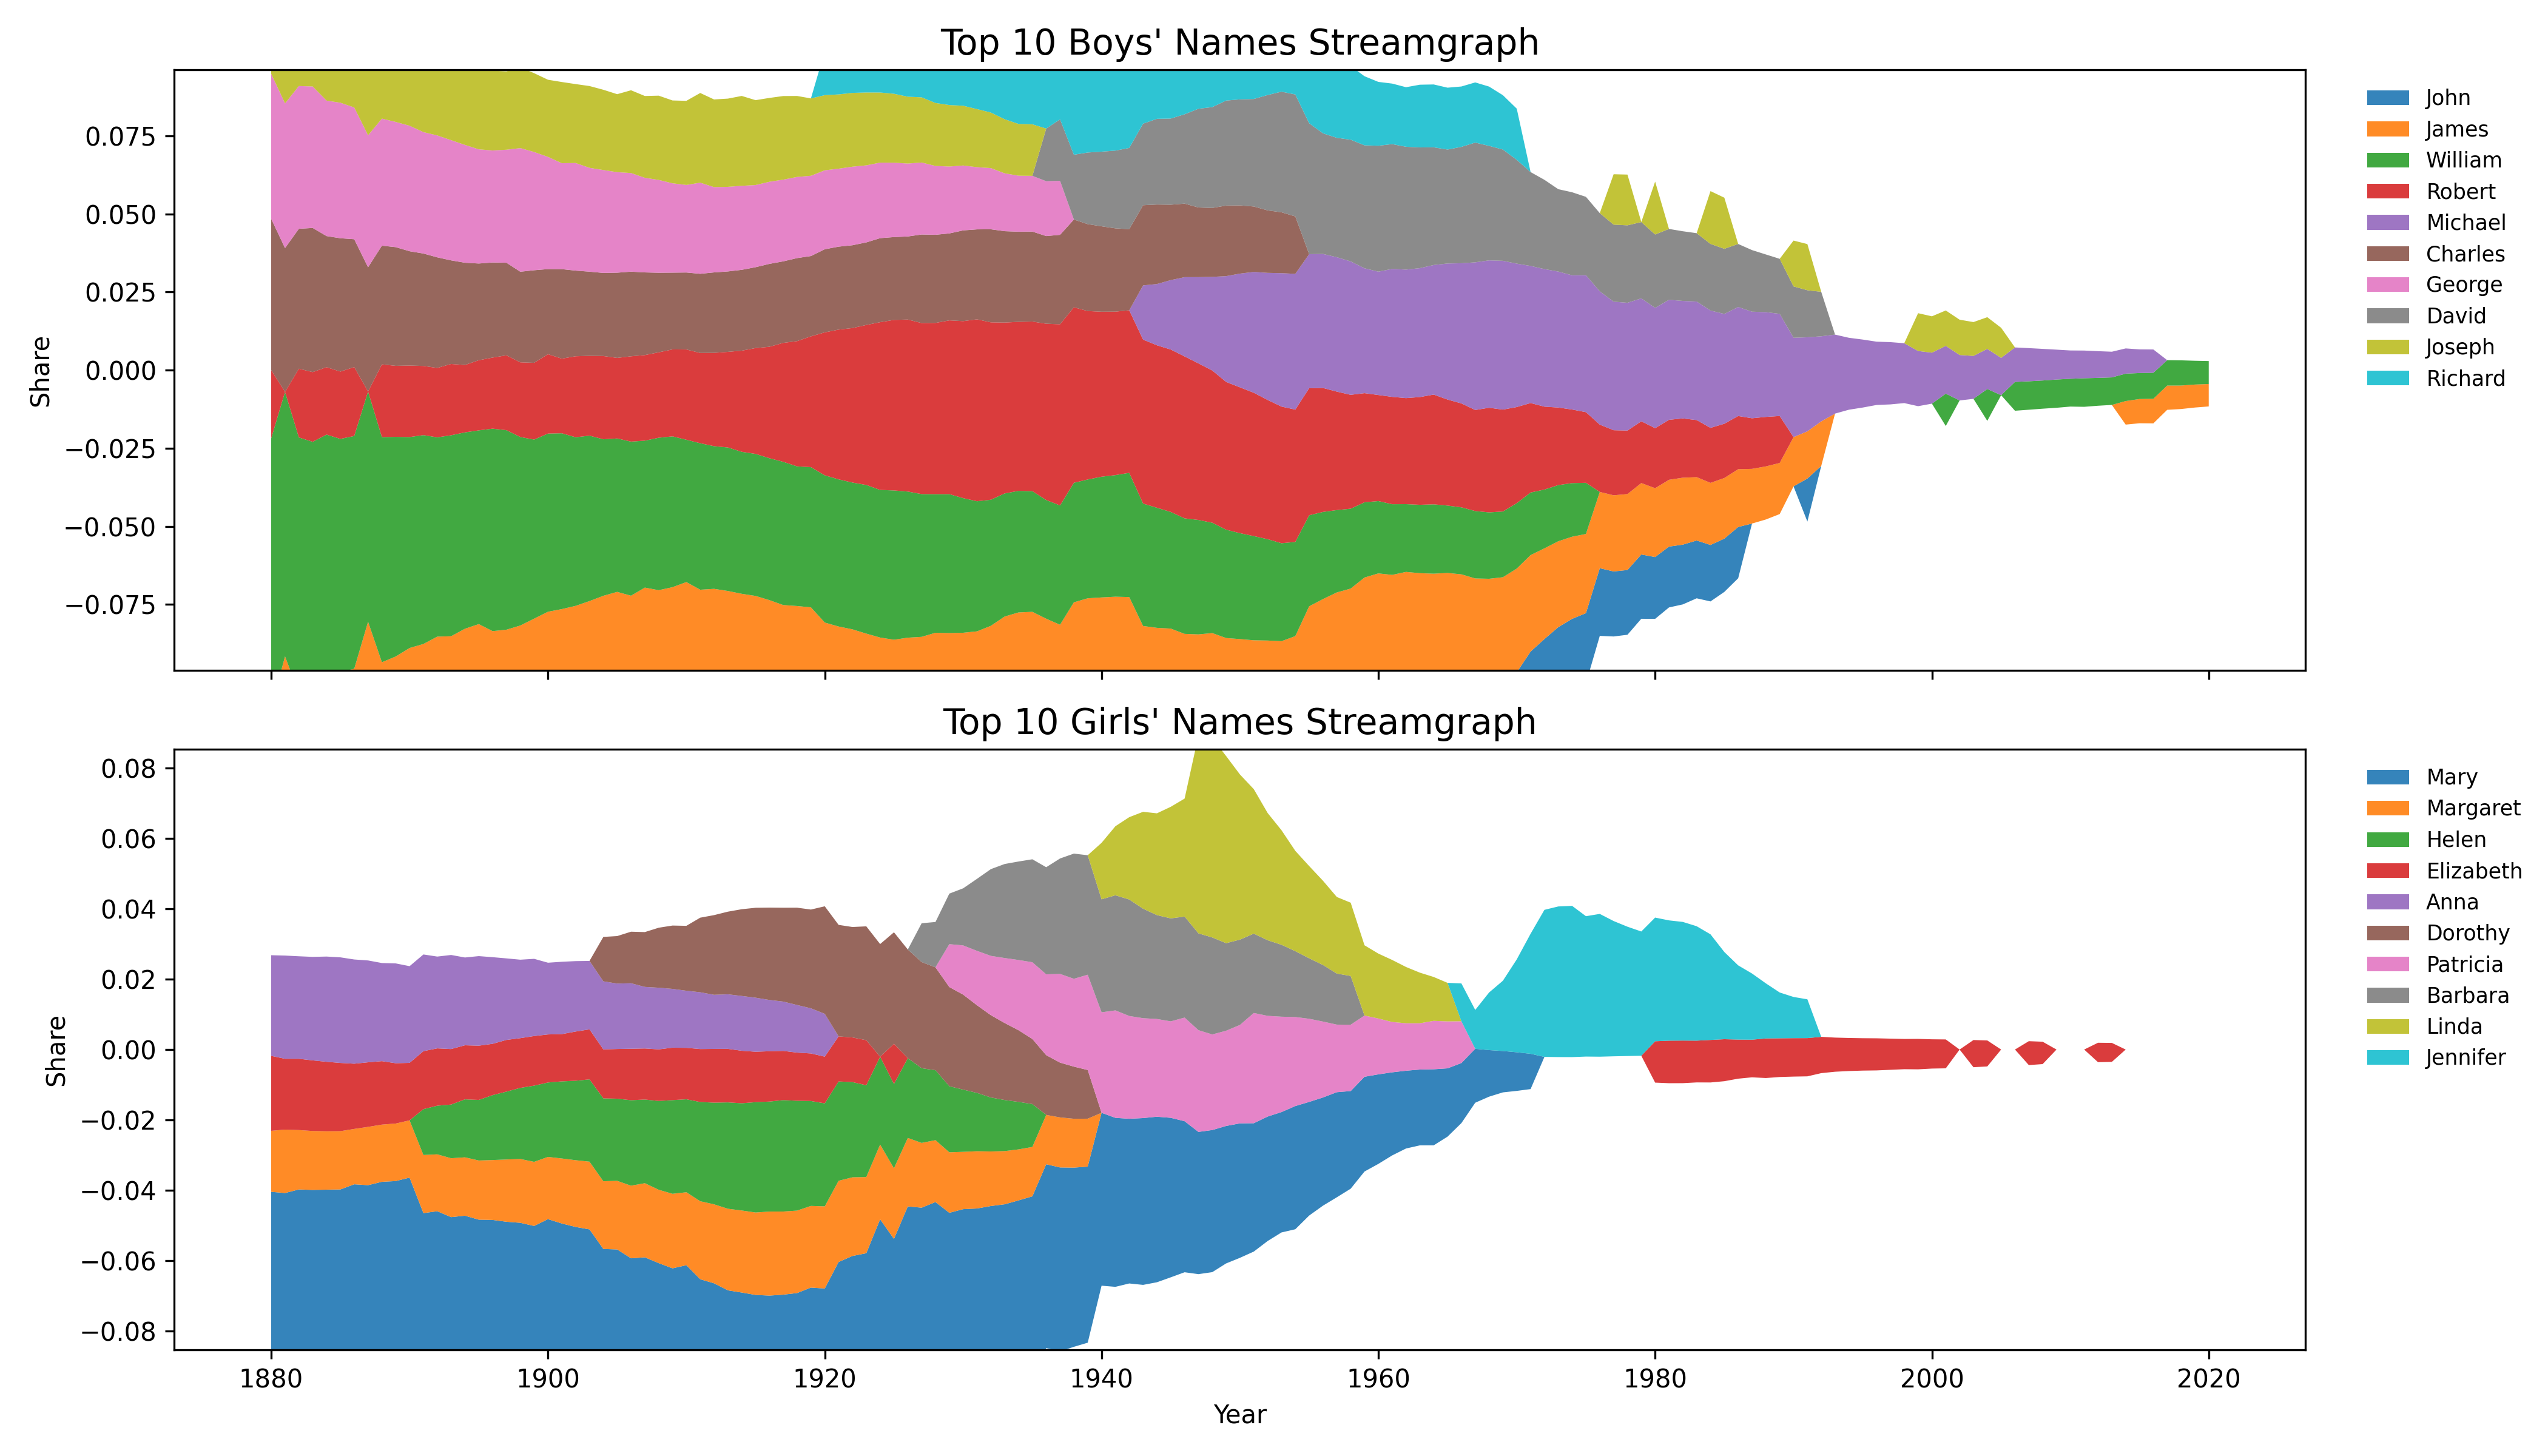 Top 10 Boys' Names Streamgraph
Share
0.075
0.050
0.025
0.000
−0.025
−0.050
−0.075
John
James
William
Robert
Michael
Charles
George
David
Joseph
Richard
Top 10 Girls' Names Streamgraph
Share
0.08
0.06
0.04
0.02
0.00
−0.02
−0.04
−0.06
−0.08
1880 1900 1920 1940 1960 1980 2000 2020
Year
Mary
Margaret
Helen
Elizabeth
Anna
Dorothy
Patricia
Barbara
Linda
Jennifer